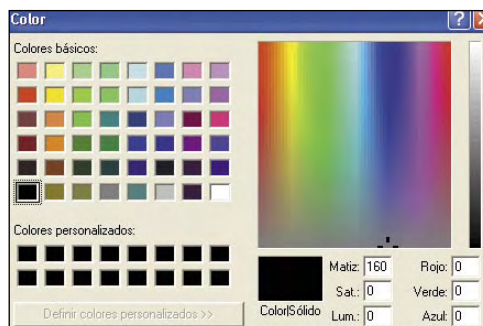 Color
Colores básicos:
Colores personalizados:
Definir colores personalizados >>
Color|Sólido
Matiz: 160
Sat.: 0
Lum.: 0
Rojo: 0
Verde: 0
Azul: 0